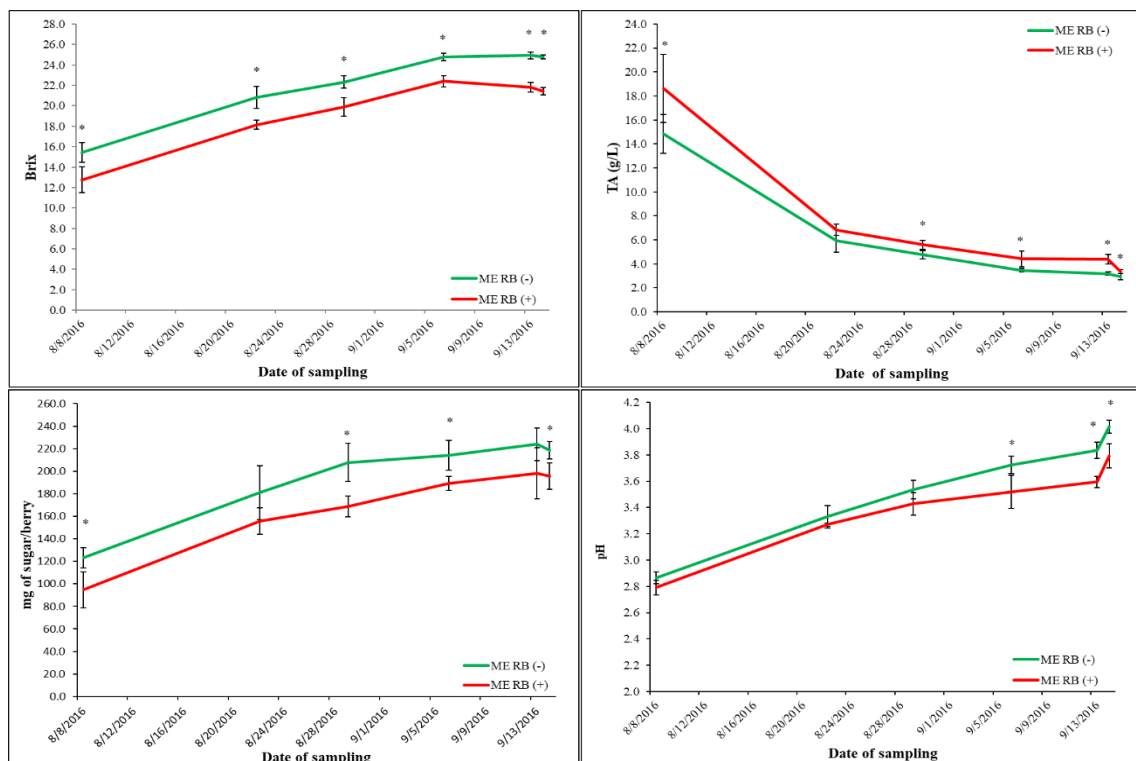 28.0
26.0
24.0
22.0
20.0
18.0
16.0
14.0
12.0
10.0
8.0
6.0
4.0
2.0
0.0
Brix
* * * * * *
ME RB (-)
ME RB (+)
8/8/2016 8/12/2016 8/16/2016 8/20/2016 8/24/2016 8/28/2016 9/1/2016 9/5/2016 9/9/2016 9/13/2016
Date of sampling
24.0
22.0
20.0
18.0
16.0
14.0
12.0
10.0
8.0
6.0
4.0
2.0
0.0
TA (g/L)
* * * * *
ME RB (-)
ME RB (+)
8/8/2016 8/12/2016 8/16/2016 8/20/2016 8/24/2016 8/28/2016 9/1/2016 9/5/2016 9/9/2016 9/13/2016
Date of sampling
260.0
240.0
220.0
200.0
180.0
160.0
140.0
120.0
100.0
80.0
60.0
40.0
20.0
0.0
mg of sugar/berry
* * * *
ME RB (-)
ME RB (+)
8/8/2016 8/12/2016 8/16/2016 8/20/2016 8/24/2016 8/28/2016 9/1/2016 9/5/2016 9/9/2016 9/13/2016
Date of sampling
4.2
4.0
3.8
3.6
3.4
3.2
3.0
2.8
2.6
2.4
2.2
2.0
pH
* * *
ME RB (-)
ME RB (+)
8/8/2016 8/12/2016 8/16/2016 8/20/2016 8/24/2016 8/28/2016 9/1/2016 9/5/2016 9/9/2016 9/13/2016
Date of sampling